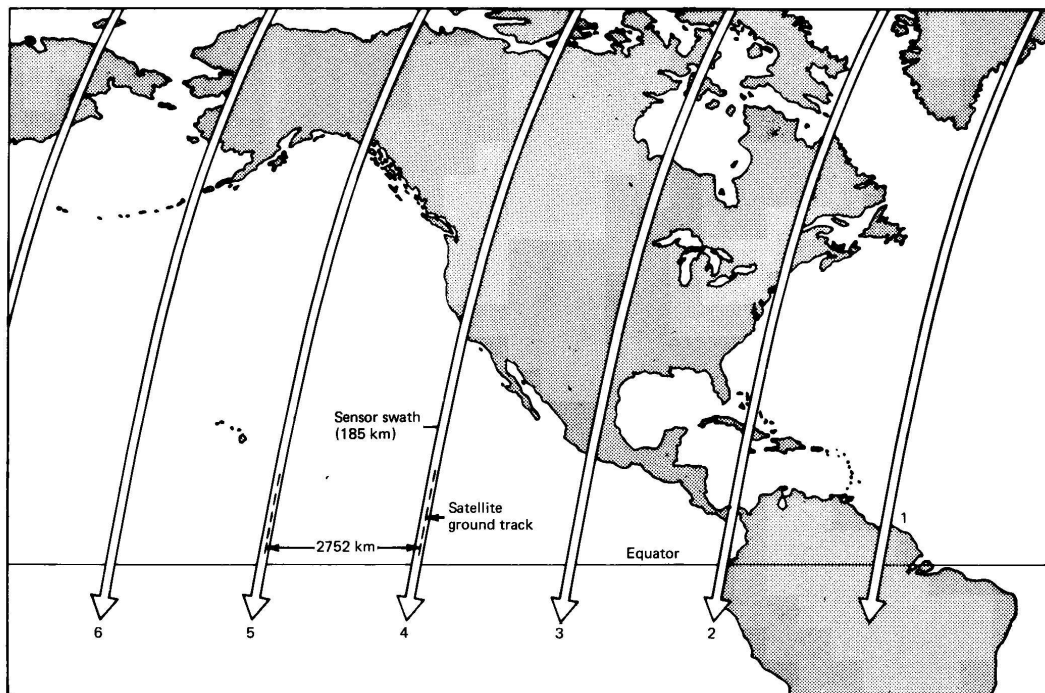 1
Sensor swath
(185 km)
Satellite
ground track
2752 km
Equator
6
5
4
3
2